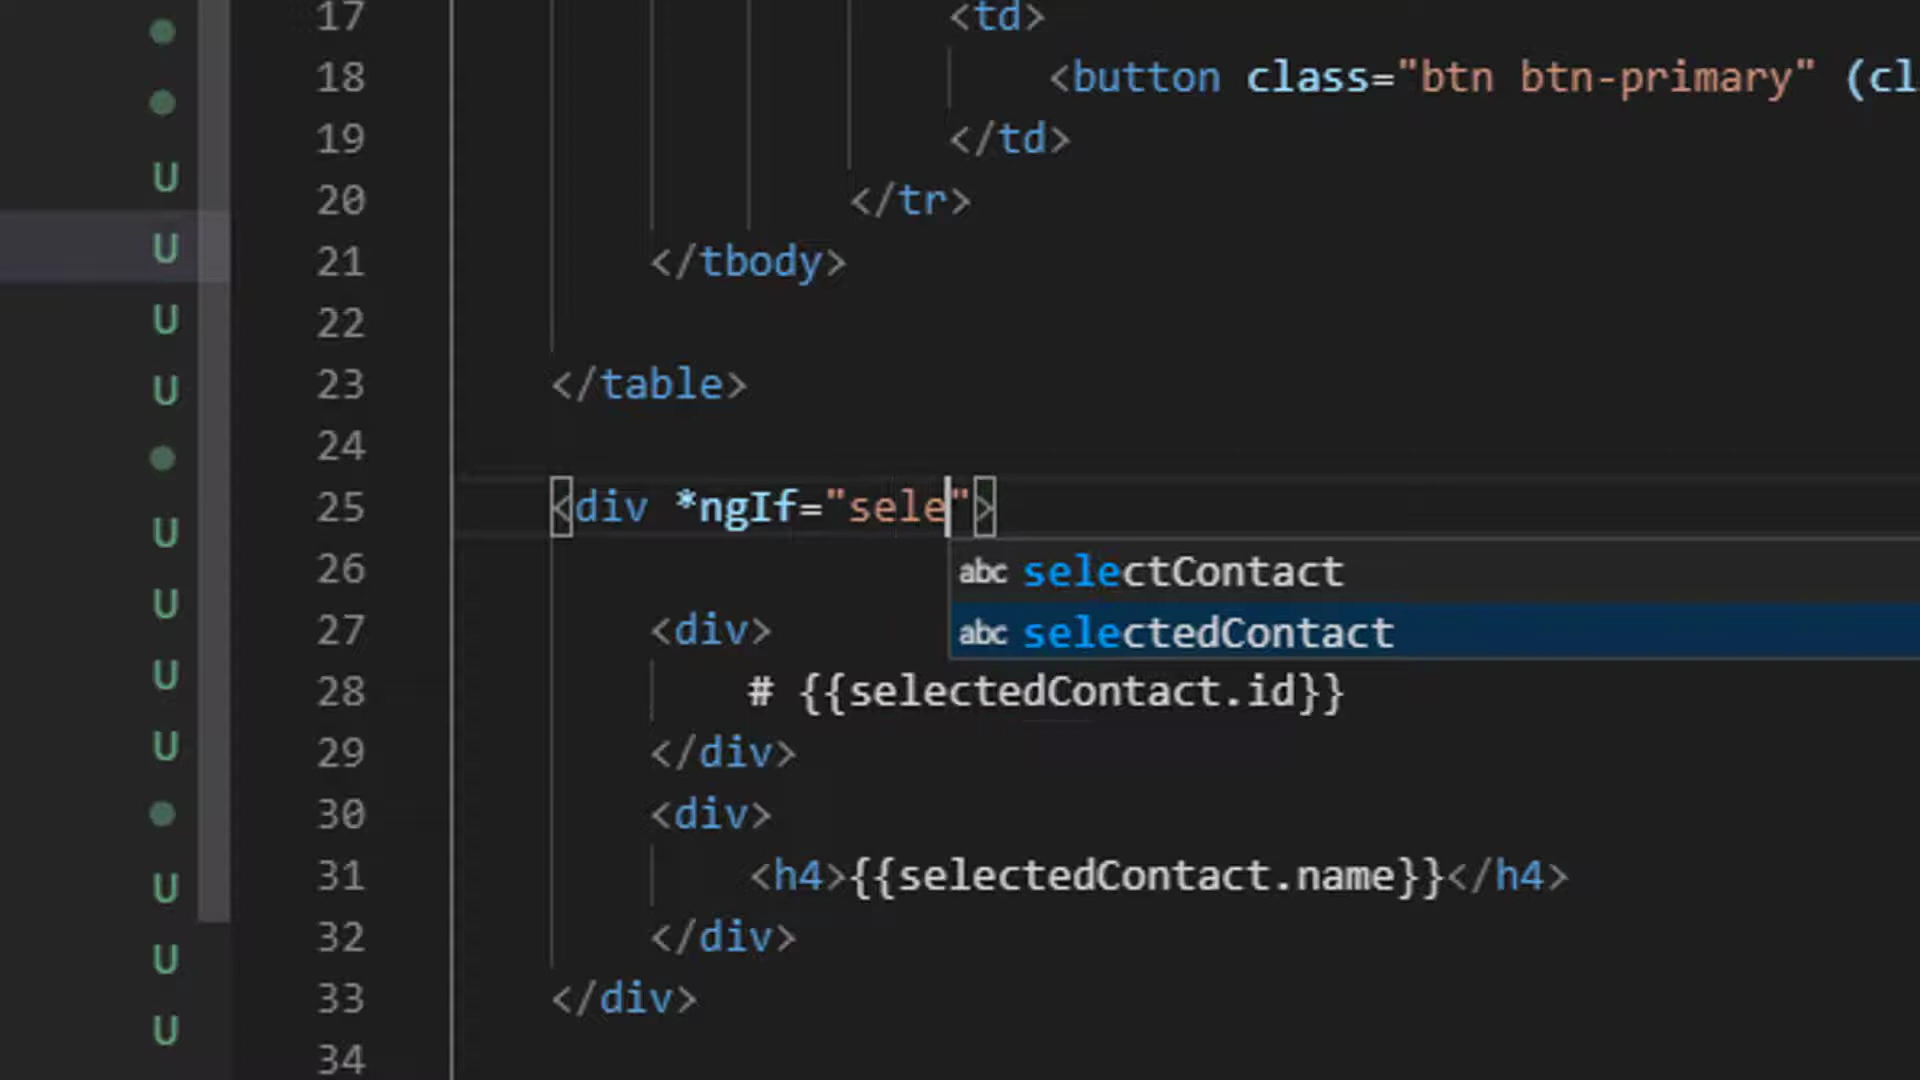 17 <td>
18 <button class="btn btn-primary" (cl
19 </td>
20 </tr>
21 </tbody>
22
23 </table>
24
25 <div *ngIf="sele">
abc selectContact
26
abc selectedContact
27 <div>
28 # {{selectedContact.id}}
29 </div>
30 <div>
31 <h4>{{selectedContact.name}}</h4>
32 </div>
33 </div>
34
U
U
U
U
U
U
U
U
U
U
U